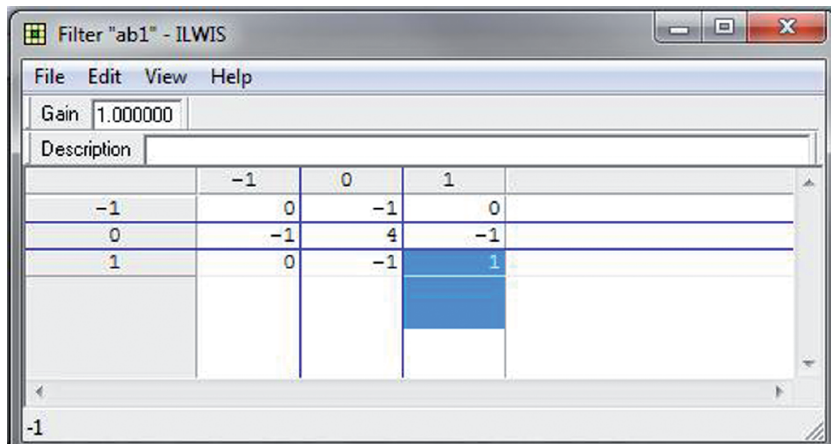 Filter "ab1" - ILWIS
File Edit View Help
Gain 1.000000
Description
-1 0 1
-1 0 -1 0
0 -1 4 -1
1 0 -1 1
-1